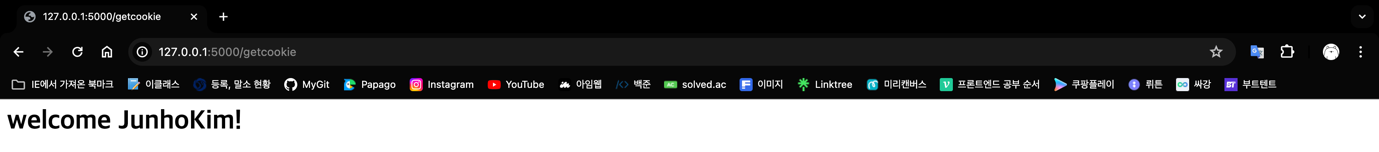 127.0.0.1:5000/getcookie
127.0.0.1:5000/getcookie
IE에서 가져온 북마크 이클래스 등록, 말소 현황 MyGit Papago Instagram YouTube 아임웹 백준 solved.ac 이미지 Linktree 미리캔버스 프론트엔드 공부 순서 쿠팡플레이 뤼튼 싸강 부트텐트
welcome JunhoKim!